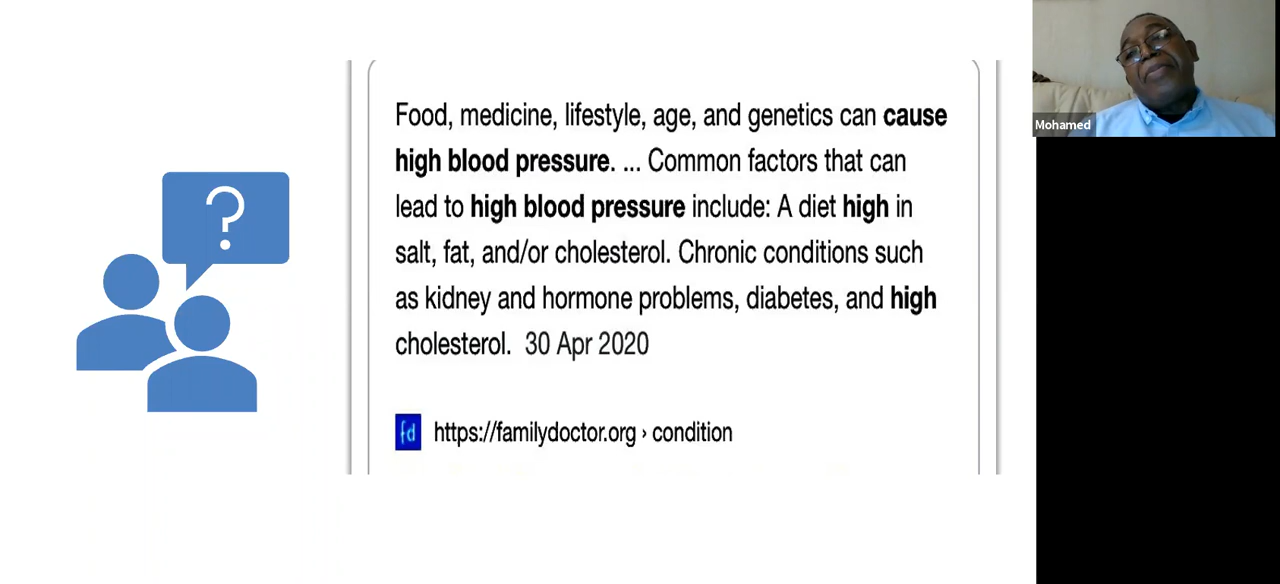 Food, medicine, lifestyle, age, and genetics can cause
high blood pressure. ... Common factors that can
lead to high blood pressure include: A diet high in
salt, fat, and/or cholesterol. Chronic conditions such
as kidney and hormone problems, diabetes, and high
cholesterol. 30 Apr 2020
fd https://familydoctor.org › condition
?
Mohamed